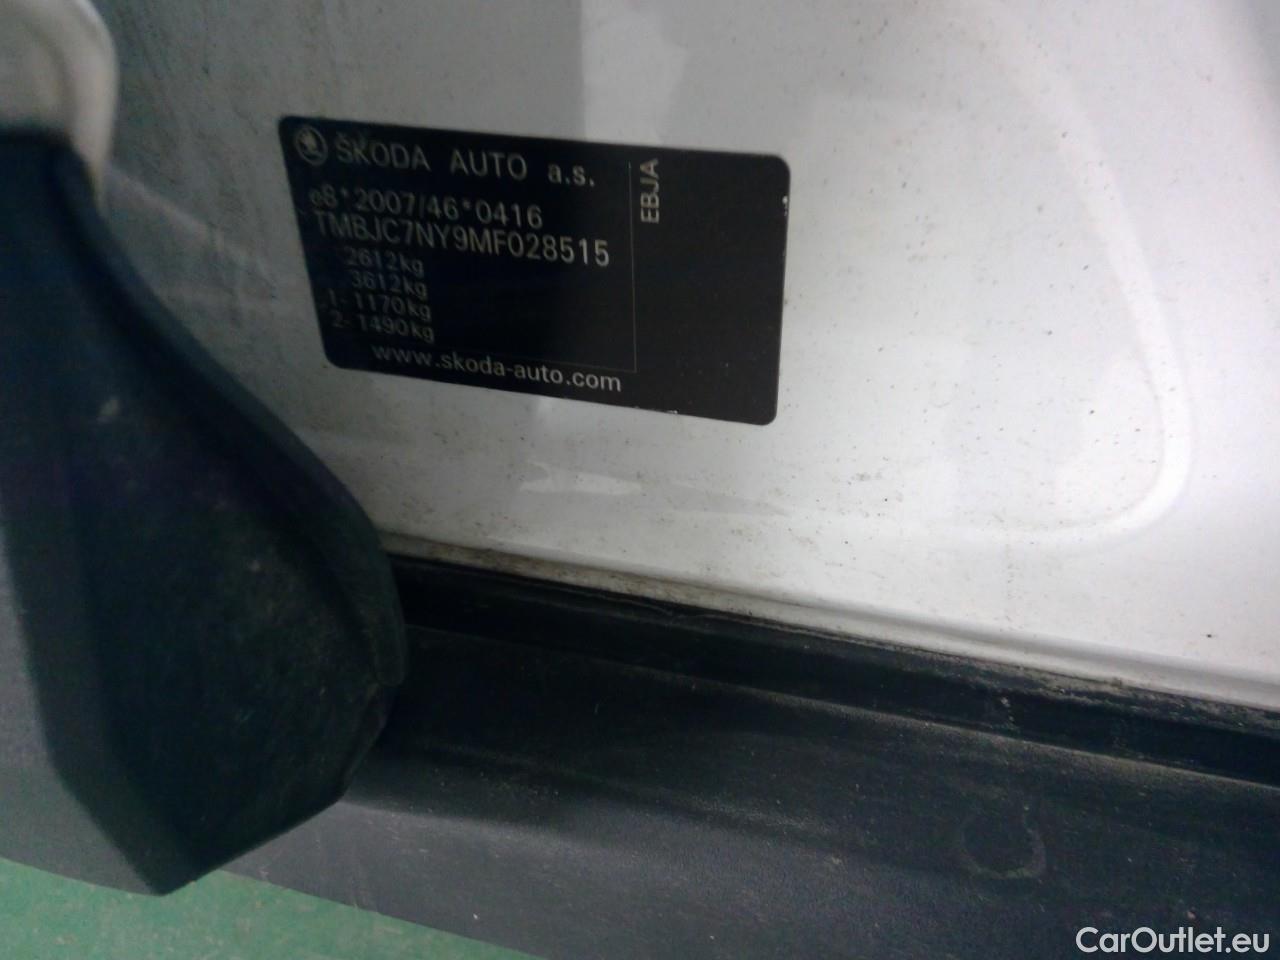 ŠKODA AUTO a.s.
e8*2007/46*0416
TMBJC7NY9MF028515
2612kg
3612kg
1- 1170kg
2- 1490kg
www.skoda-auto.com
EBJA
CarOutlet.eu